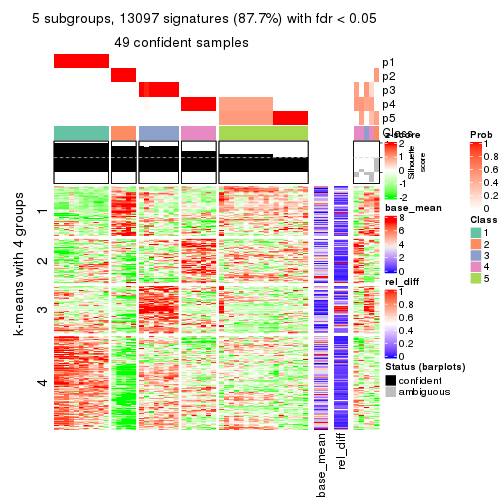 5 subgroups, 13097 signatures (87.7%) with fdr < 0.05
49 confident samples
p1
p2
p3
p4
p5
Class
Silhouette
score
k-means with 4 groups
1
2
3
4
base_mean
rel_diff
z-score
2
1
0
-1
-2
base_mean
8
6
4
2
0
rel_diff
1
0.8
0.6
0.4
0.2
0
Status (barplots)
confident
ambiguous
Prob
1
0.8
0.6
0.4
0.2
0
Class
1
2
3
4
5